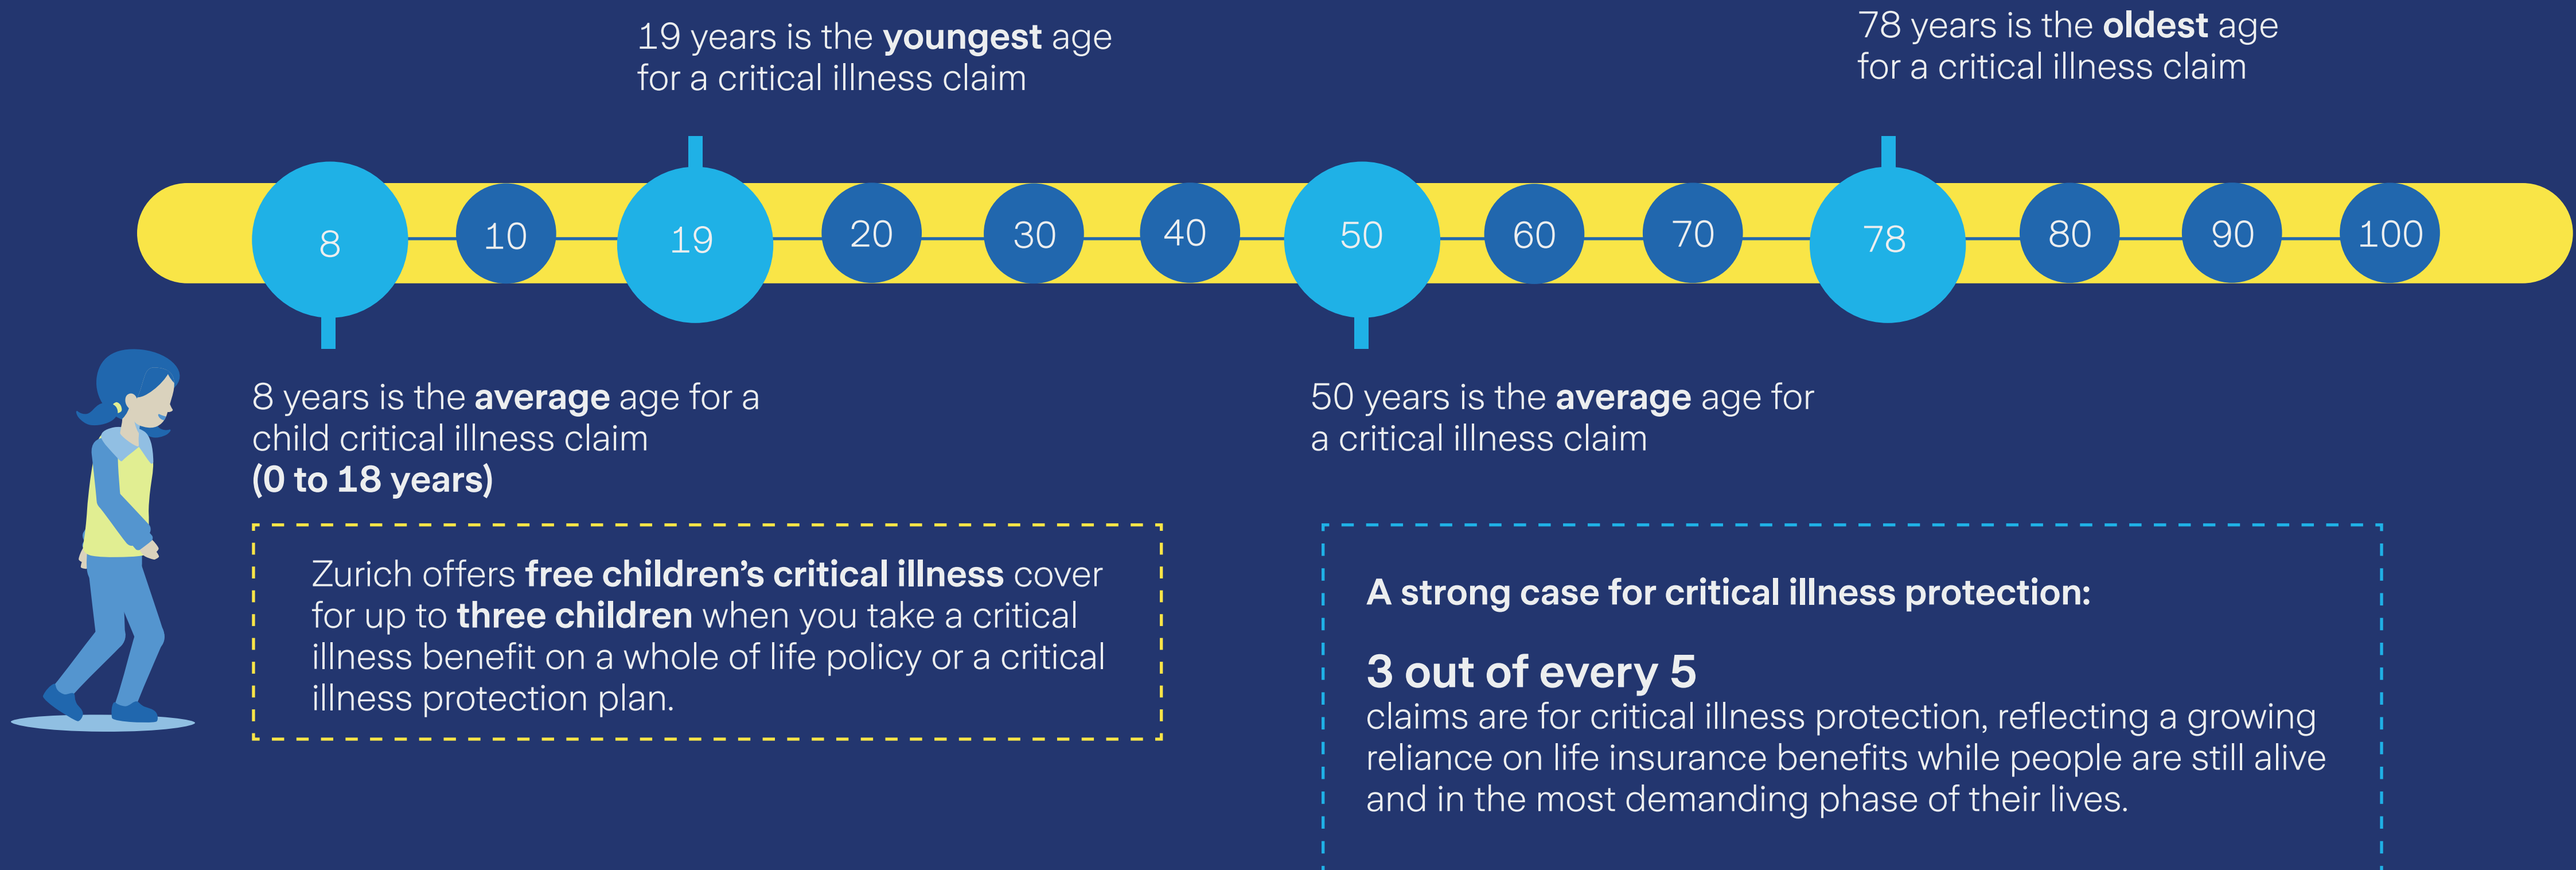 19 years is the youngest age
for a critical illness claim
78 years is the oldest age
for a critical illness claim
8
10
19
20
30
40
50
60
70
78
80
90
100
8 years is the average age for a
child critical illness claim
(0 to 18 years)
50 years is the average age for
a critical illness claim
Zurich offers free children's critical illness cover
for up to three children when you take a critical
illness benefit on a whole of life policy or a critical
illness protection plan.
A strong case for critical illness protection:
3 out of every 5
claims are for critical illness protection, reflecting a growing
reliance on life insurance benefits while people are still alive
and in the most demanding phase of their lives.